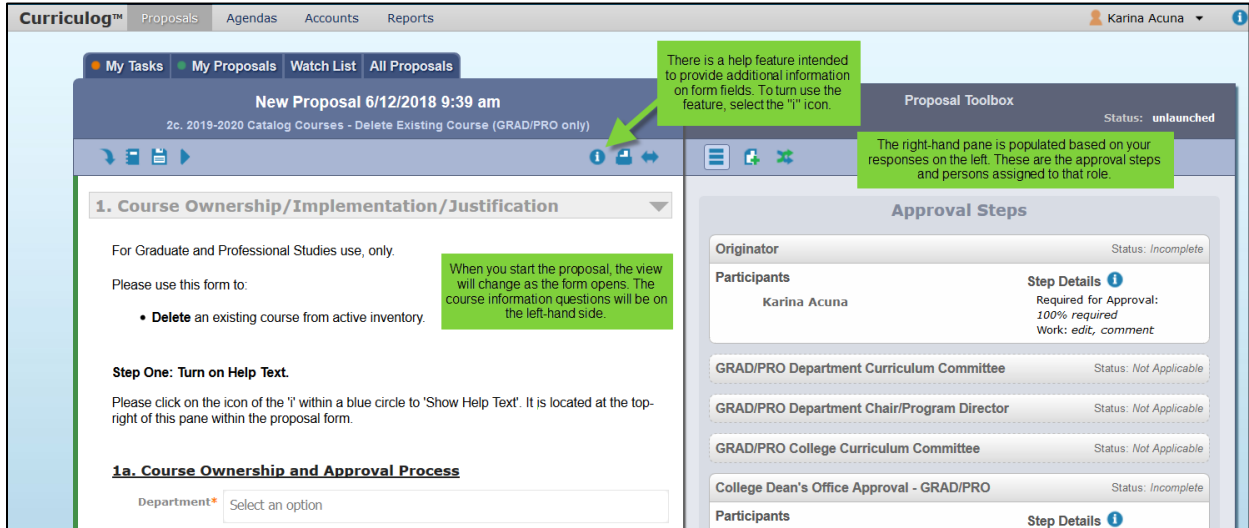 Curriculog™ Proposals Agendas Accounts Reports Karina Acuna
My Tasks My Proposals Watch List All Proposals
There is a help feature intended
to provide additional information
on form fields. To turn use the
feature, select the "i" icon.
New Proposal 6/12/2018 9:39 am
2c. 2019-2020 Catalog Courses - Delete Existing Course (GRAD/PRO only)
Proposal Toolbox
Status: unlaunched
The right-hand pane is populated based on your
responses on the left. These are the approval steps
and persons assigned to that role.
1. Course Ownership/Implementation/Justification
For Graduate and Professional Studies use, only.
Please use this form to:
• Delete an existing course from active inventory.
When you start the proposal, the view
will change as the form opens. The
course information questions will be on
the left-hand side.
Step One: Turn on Help Text.
Please click on the icon of the 'i' within a blue circle to 'Show Help Text'. It is located at the top-
right of this pane within the proposal form.
1a. Course Ownership and Approval Process
Department* Select an option
Approval Steps
Originator Status: Incomplete
Participants
Karina Acuna
Step Details
Required for Approval:
100% required
Work: edit, comment
GRAD/PRO Department Curriculum Committee Status: Not Applicable
GRAD/PRO Department Chair/Program Director Status: Not Applicable
GRAD/PRO College Curriculum Committee Status: Not Applicable
College Dean's Office Approval - GRAD/PRO Status: Incomplete
Participants Step Details